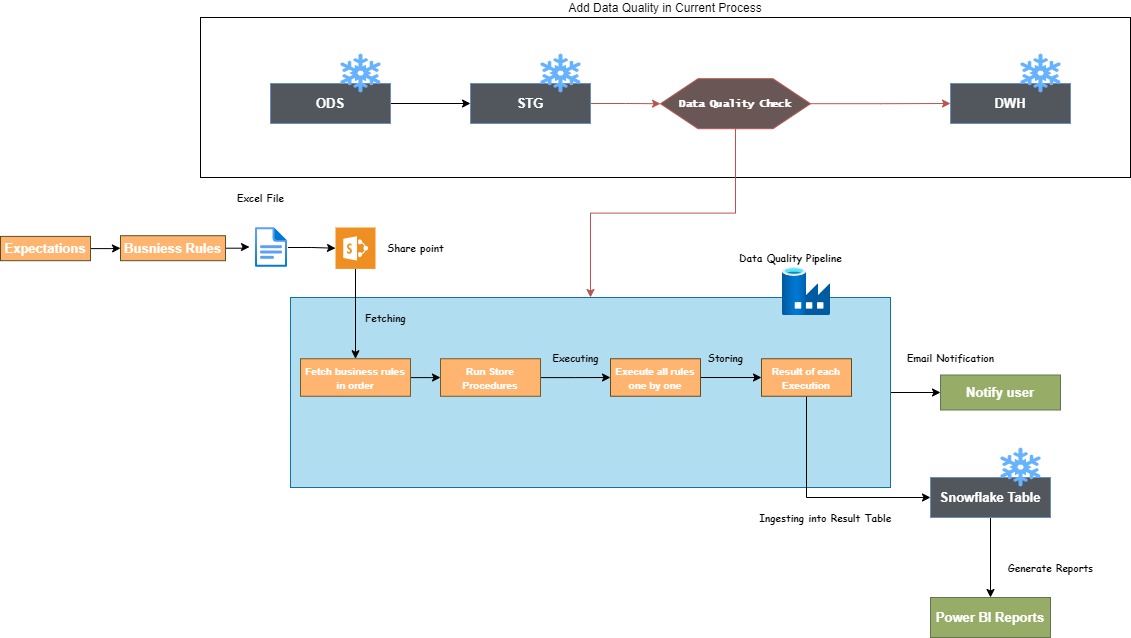 Add Data Quality in Current Process
ODS
STG
Data Quality Check
DWH
Excel File
Expectations
Busniess Rules
S
Share point
Data Quality Pipeline
Fetching
Fetch business rules
in order
Run Store
Procedures
Executing
Execute all rules
one by one
Storing
Result of each
Execution
Email Notification
Notify user
Snowflake Table
Ingesting into Result Table
Generate Reports
Power BI Reports